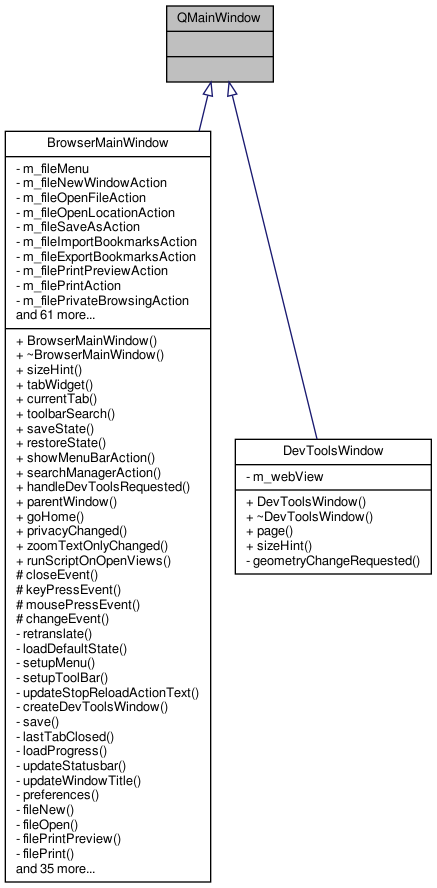 QMainWindow
BrowserMainWindow
- m_fileMenu
- m_fileNewWindowAction
- m_fileOpenFileAction
- m_fileOpenLocationAction
- m_fileSaveAsAction
- m_fileImportBookmarksAction
- m_fileExportBookmarksAction
- m_filePrintPreviewAction
- m_filePrintAction
- m_filePrivateBrowsingAction
and 61 more...
+ BrowserMainWindow()
+ ~BrowserMainWindow()
+ sizeHint()
+ tabWidget()
+ currentTab()
+ toolbarSearch()
+ saveState()
+ restoreState()
+ showMenuBarAction()
+ searchManagerAction()
+ handleDevToolsRequested()
+ parentWindow()
+ goHome()
+ privacyChanged()
+ zoomTextOnlyChanged()
+ runScriptOnOpenViews()
# closeEvent()
# keyPressEvent()
# mousePressEvent()
# changeEvent()
- retranslate()
- loadDefaultState()
- setupMenu()
- setupToolBar()
- updateStopReloadActionText()
- createDevToolsWindow()
- save()
- lastTabClosed()
- loadProgress()
- updateStatusbar()
- updateWindowTitle()
- preferences()
- fileNew()
- fileOpen()
- filePrintPreview()
- filePrint()
and 35 more...
DevToolsWindow
- m_webView
+ DevToolsWindow()
+ ~DevToolsWindow()
+ page()
+ sizeHint()
- geometryChangeRequested()